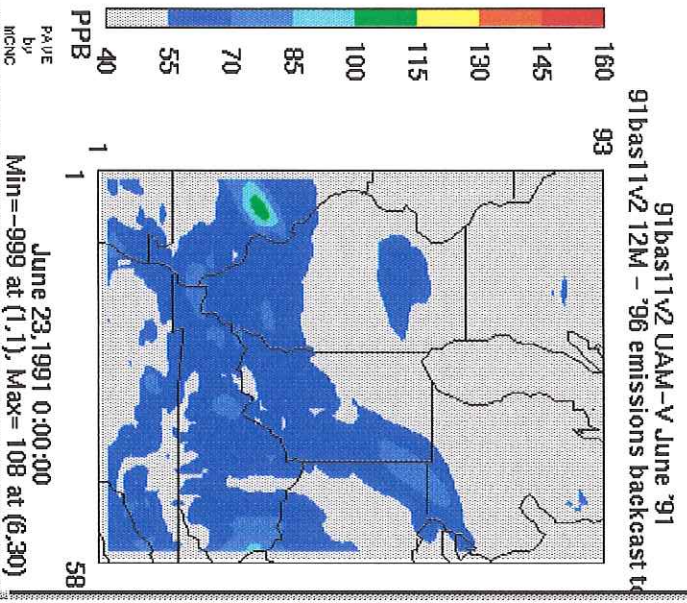 91bas11v2 UAM-V June '91
91bas11v2 12M - '96 emissions backcast to
160
145
130
115
100
85
70
55
40
PPB
PAVE
by
MCNC
93
1
1
58
June 23,1991 0:00:00
Min=-999 at (1,1), Max= 108 at (6,30)